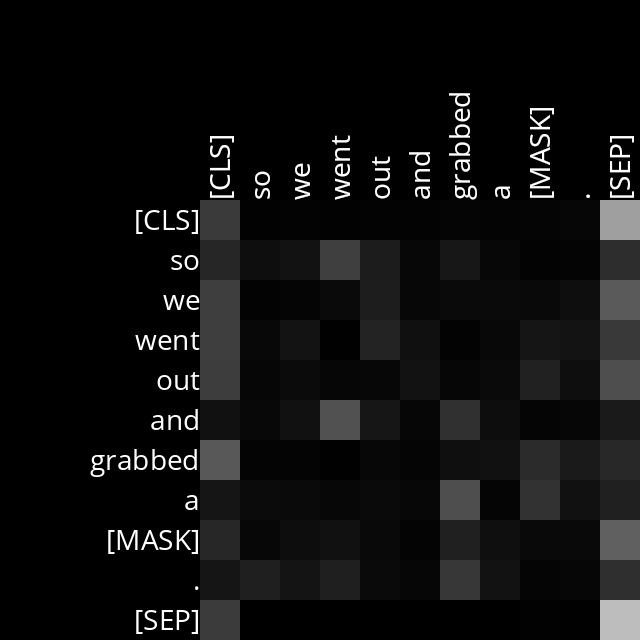 [CLS] so we went out and grabbed a [MASK] . [SEP]
[CLS]
so
we
went
out
and
grabbed
a
[MASK]
.
[SEP]